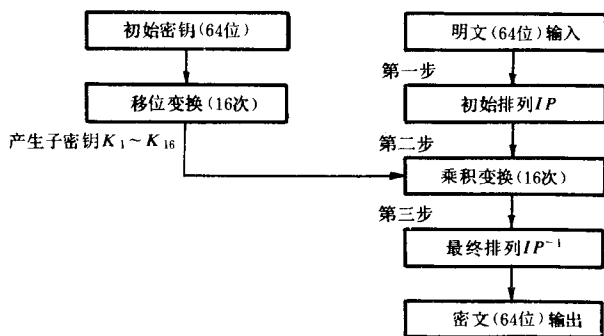 初始密钥(64位)
移位变换(16次)
产生子密钥K₁~K₁₆
明文(64位)输入
第一步
初始排列IP
第二步
乘积变换(16次)
第三步
最终排列IP⁻¹
密文(64位)输出